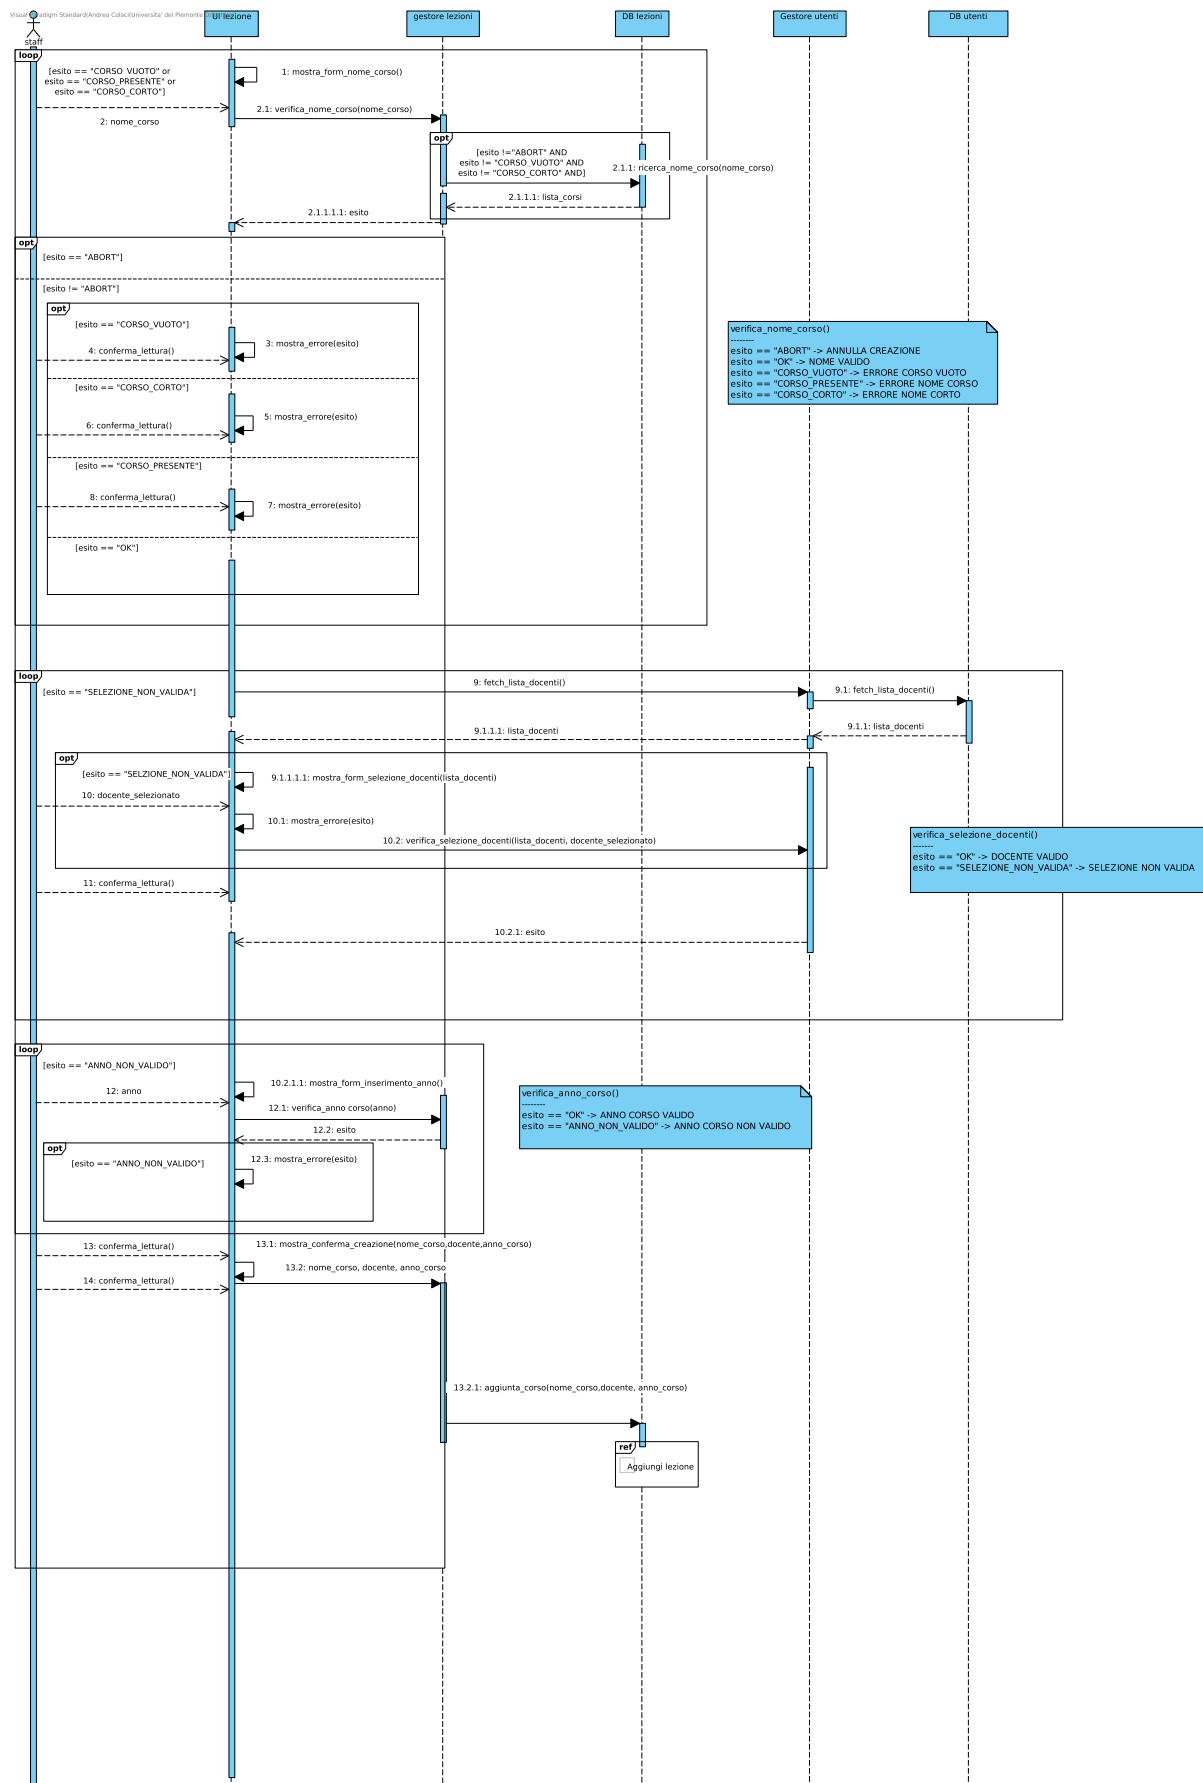 Visual Paradigm Standard(Andrea Colaci(Universita' del Piemonte
staff
UI lezione
gestore lezioni
DB lezioni
Gestore utenti
DB utenti
loop
[esito == "CORSO_VUOTO" or
esito == "CORSO_PRESENTE" or
esito == "CORSO_CORTO"]
1: mostra_form_nome_corso()
2: nome_corso
2.1: verifica_nome_corso(nome_corso)
opt
[esito !="ABORT" AND
esito != "CORSO_VUOTO" AND
esito != "CORSO_CORTO" AND]
2.1.1: ricerca_nome_corso(nome_corso)
2.1.1.1: lista_corsi
2.1.1.1.1: esito
opt
[esito == "ABORT"]
[esito != "ABORT"]
opt
[esito == "CORSO_VUOTO"]
3: mostra_errore(esito)
4: conferma_lettura()
verifica_nome_corso()
--------
esito == "ABORT" -> ANNULLA CREAZIONE
esito == "OK" -> NOME VALIDO
esito == "CORSO_VUOTO" -> ERRORE CORSO VUOTO
esito == "CORSO_PRESENTE" -> ERRORE NOME CORSO
esito == "CORSO_CORTO" -> ERRORE NOME CORTO
[esito == "CORSO_CORTO"]
5: mostra_errore(esito)
6: conferma_lettura()
[esito == "CORSO_PRESENTE"]
8: conferma_lettura()
7: mostra_errore(esito)
[esito == "OK"]
loop
[esito == "SELEZIONE_NON_VALIDA"]
9: fetch_lista_docenti()
9.1: fetch_lista_docenti()
9.1.1: lista_docenti
9.1.1.1: lista_docenti
opt
[esito == "SELZIONE_NON_VALIDA"]
9.1.1.1.1: mostra_form_selezione_docenti(lista_docenti)
10: docente_selezionato
10.1: mostra_errore(esito)
10.2: verifica_selezione_docenti(lista_docenti, docente_selezionato)
verifica_selezione_docenti()
-------
esito == "OK" -> DOCENTE VALIDO
esito == "SELEZIONE_NON_VALIDA" -> SELEZIONE NON VALIDA
11: conferma_lettura()
10.2.1: esito
loop
[esito == "ANNO_NON_VALIDO"]
10.2.1.1: mostra_form_inserimento_anno()
12: anno
12.1: verifica_anno corso(anno)
12.2: esito
verifica_anno_corso()
--------
esito == "OK" -> ANNO CORSO VALIDO
esito == "ANNO_NON_VALIDO" -> ANNO CORSO NON VALIDO
opt
[esito == "ANNO_NON_VALIDO"]
12.3: mostra_errore(esito)
13: conferma_lettura()
13.1: mostra_conferma_creazione(nome_corso,docente,anno_corso)
13.2: nome_corso, docente, anno_corso
14: conferma_lettura()
13.2.1: aggiunta_corso(nome_corso,docente, anno_corso)
ref
Aggiungi lezione